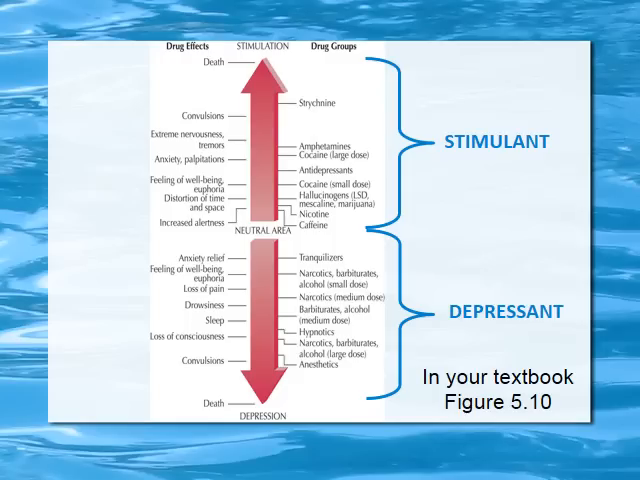 Drug Effects
STIMULATION
Drug Groups
Death
Convulsions
Extreme nervousness,
tremors
Anxiety, palpitations
Feeling of well-being,
euphoria
Distortion of time
and space
Increased alertness
Strychnine
Amphetamines
Cocaine (large dose)
Antidepressants
Cocaine (small dose)
Hallucinogens (LSD,
mescaline, marijuana)
Nicotine
Caffeine
STIMULANT
NEUTRAL AREA
Anxiety relief
Feeling of well-being,
euphoria
Loss of pain
Drowsiness
Sleep
Loss of consciousness
Convulsions
Death
Tranquilizers
Narcotics, barbiturates,
alcohol (small dose)
Narcotics (medium dose)
Barbiturates, alcohol
(medium dose)
Hypnotics
Narcotics, barbiturates,
alcohol (large dose)
Anesthetics
DEPRESSION
DEPRESSANT
In your textbook
Figure 5.10